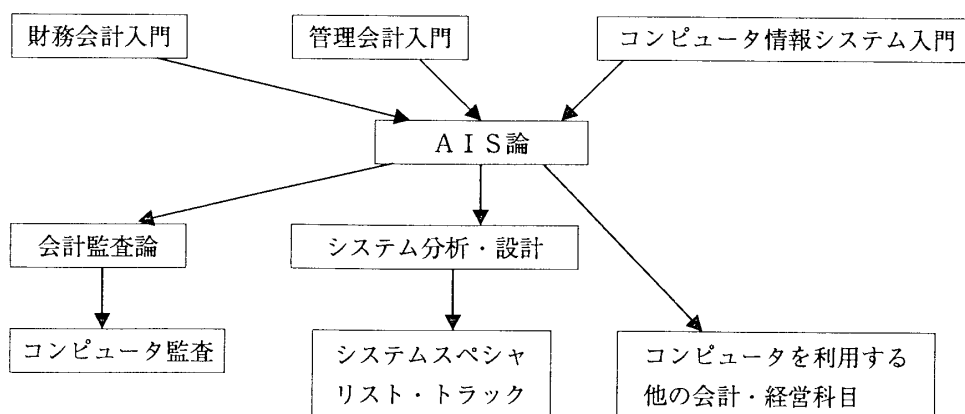 財務会計入門
管理会計入門
コンピュータ情報システム入門
ＡＩＳ論
会計監査論
システム分析・設計
コンピュータ監査
システムスペシャ
リスト・トラック
コンピュータを利用する
他の会計・経営科目